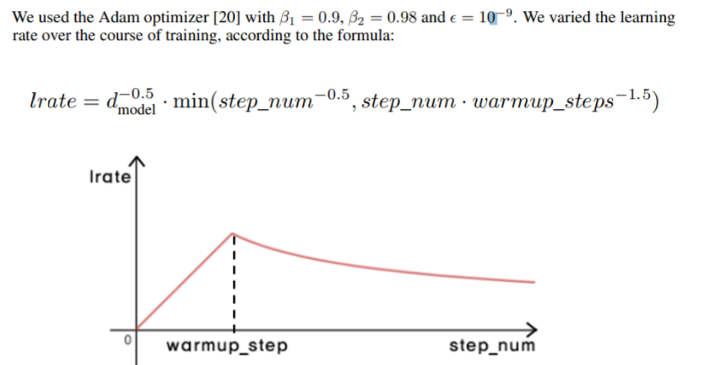 We used the Adam optimizer [20] with β₁ = 0.9, β₂ = 0.98 and ϵ = 10⁻⁹. We varied the learning
rate over the course of training, according to the formula:
lrate = d_model^−0.5 · min(step_num^−0.5, step_num · warmup_steps^−1.5)
lrate
0
warmup_step
step_num